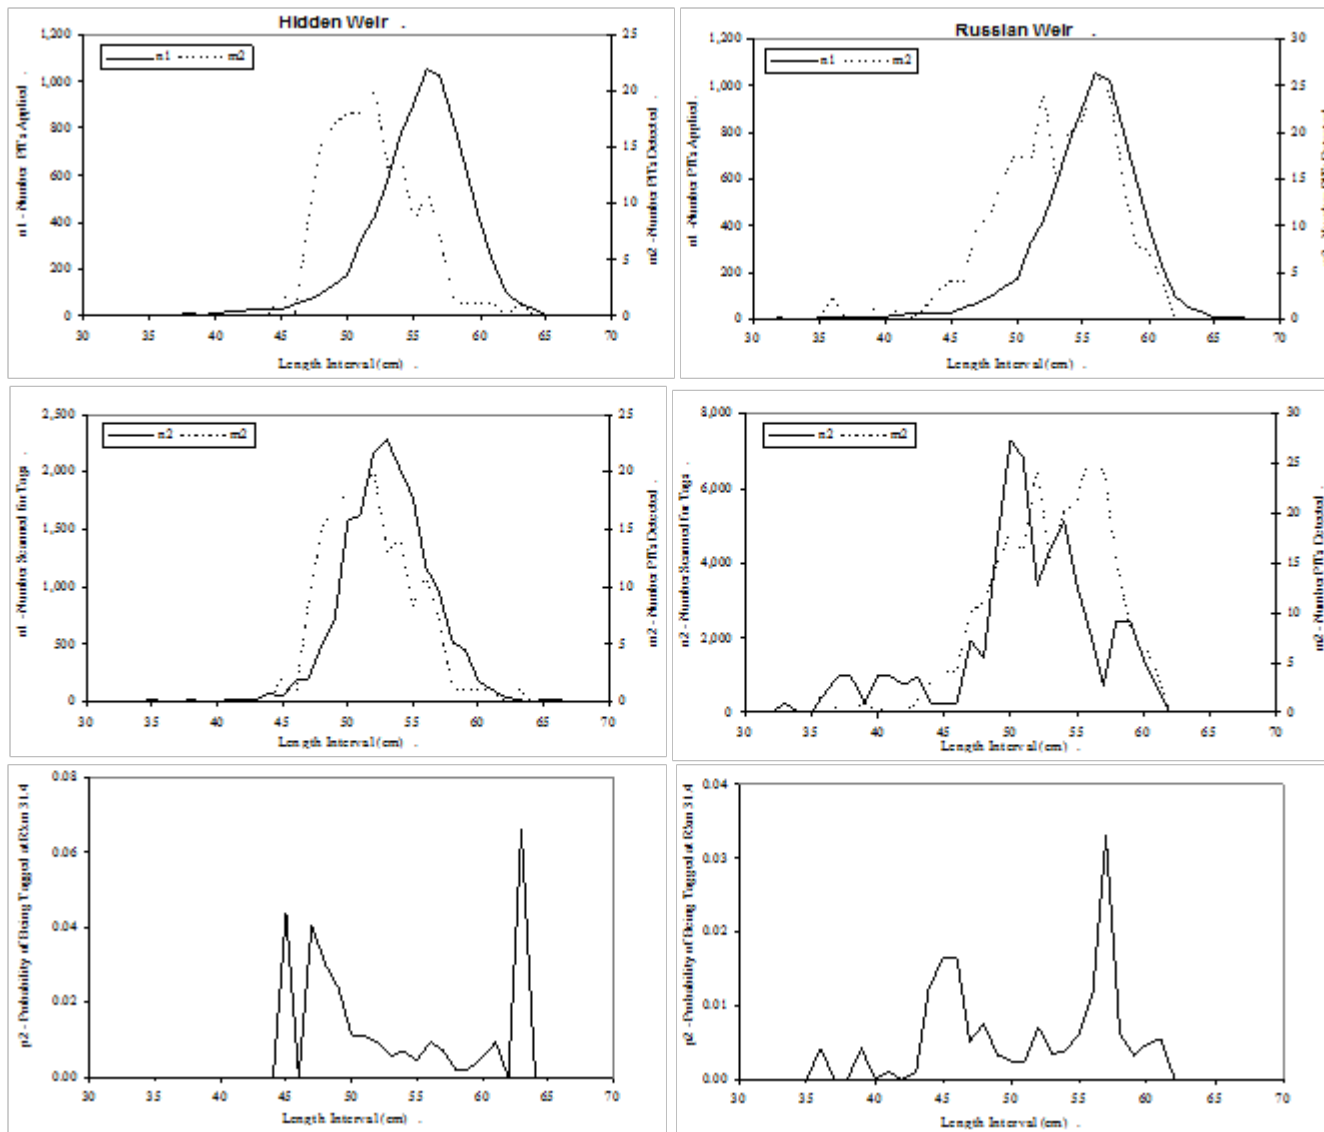 Hidden Weir .
1,200
1,000
800
600
400
200
0
25
20
15
10
5
0
n1 m2
n1 - Number PITs Applied .
m2 - Number PITs Detected .
30 35 40 45 50 55 60 65 70
Length Interval (cm) .
Russian Weir .
1,200
1,000
800
600
400
200
0
30
25
20
15
10
5
0
n1 m2
n1 - Number PITs Applied .
30 35 40 45 50 55 60 65 70
Length Interval (cm) .
2,500
2,000
1,500
1,000
500
0
25
20
15
10
5
0
n2 m2
n1 - Number Scanned for Tags .
m2 - Number PITs Detected .
30 35 40 45 50 55 60 65 70
Length Interval (cm) .
8,000
6,000
4,000
2,000
0
30
25
20
15
10
5
0
n2 m2
n2 - Number Scanned for Tags .
m2 - Number PITs Detected .
30 35 40 45 50 55 60 65 70
Length Interval (cm) .
0.08
0.06
0.04
0.02
0.00
p2 - Probability of Being Tagged at Rkm 31.4
30 35 40 45 50 55 60 65 70
Length Interval (cm) .
0.04
0.03
0.02
0.01
0.00
p2 - Probability of Being Tagged at Rkm 31.4
30 35 40 45 50 55 60 65 70
Length Interval (cm) .